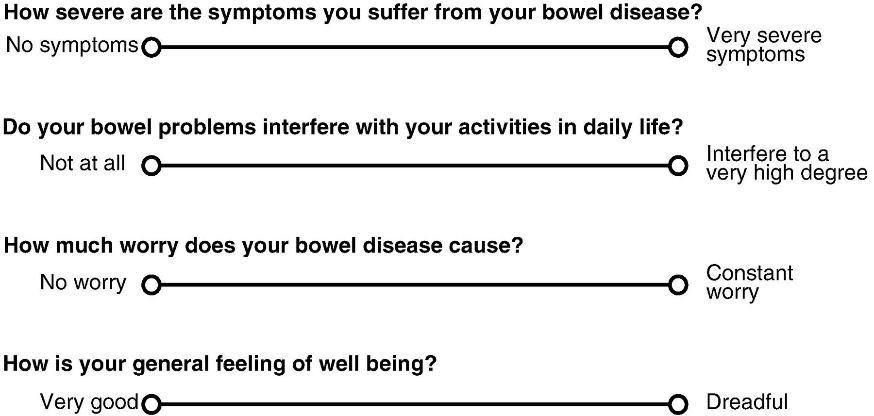 How severe are the symptoms you suffer from your bowel disease?
No symptoms
Very severe
symptoms
Do your bowel problems interfere with your activities in daily life?
Not at all
Interfere to a
very high degree
How much worry does your bowel disease cause?
No worry
Constant
worry
How is your general feeling of well being?
Very good
Dreadful